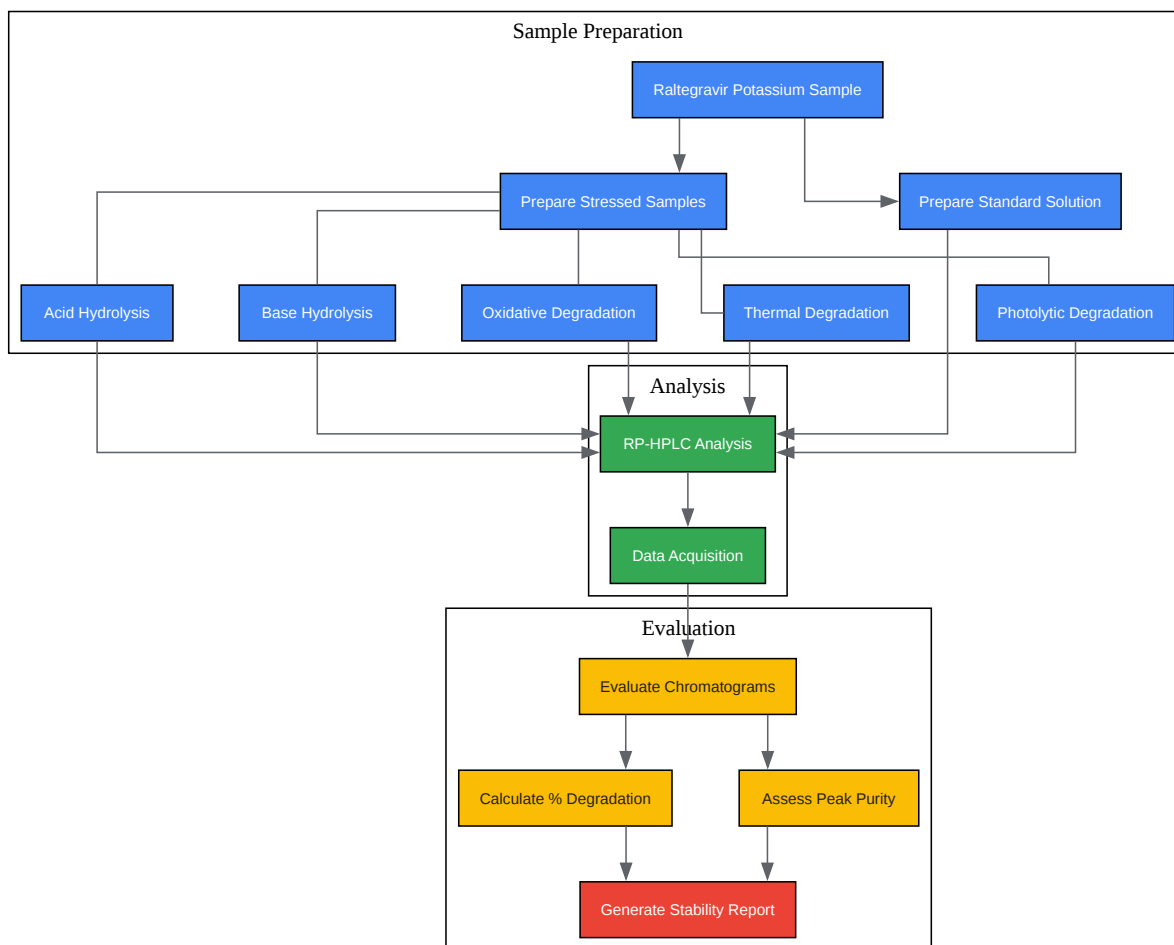 Sample Preparation
Raltegravir Potassium Sample
Prepare Stressed Samples
Prepare Standard Solution
Acid Hydrolysis
Base Hydrolysis
Oxidative Degradation
Thermal Degradation
Photolytic Degradation
Analysis
RP-HPLC Analysis
Data Acquisition
Evaluation
Evaluate Chromatograms
Calculate % Degradation
Assess Peak Purity
Generate Stability Report